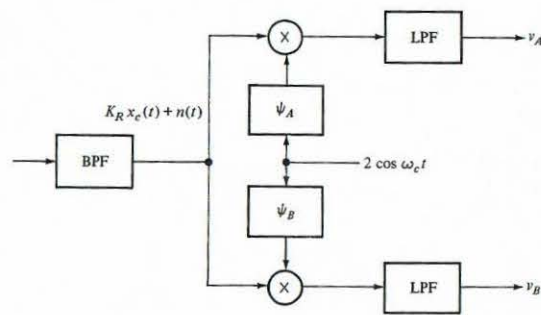 × LPF v_A
ψ_A
K_R x_c(t) + n(t)
BPF 2 cos ω_c t
ψ_B
× LPF v_B